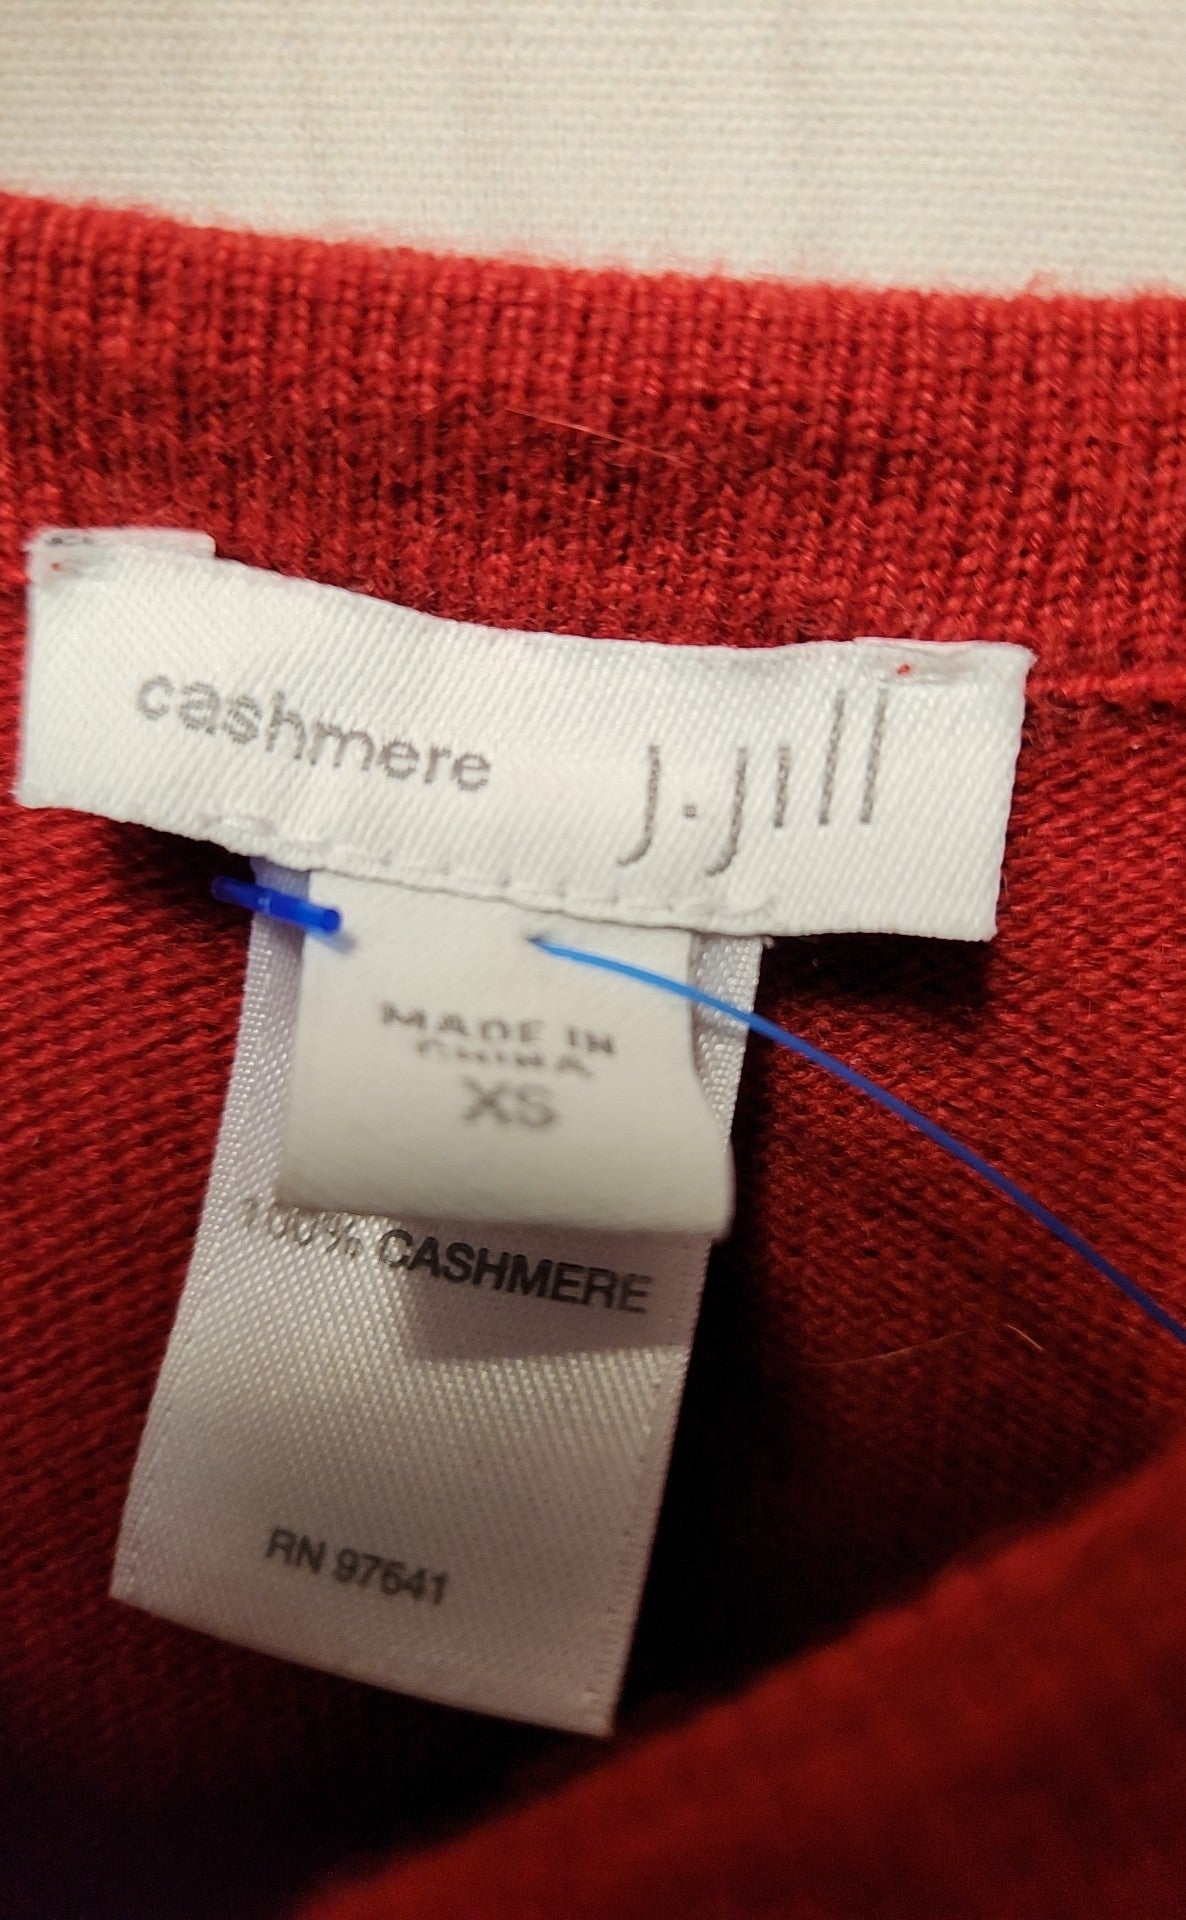 cashmere j.jill
MADE IN
CHINA
XS
100% CASHMERE
RN 97641